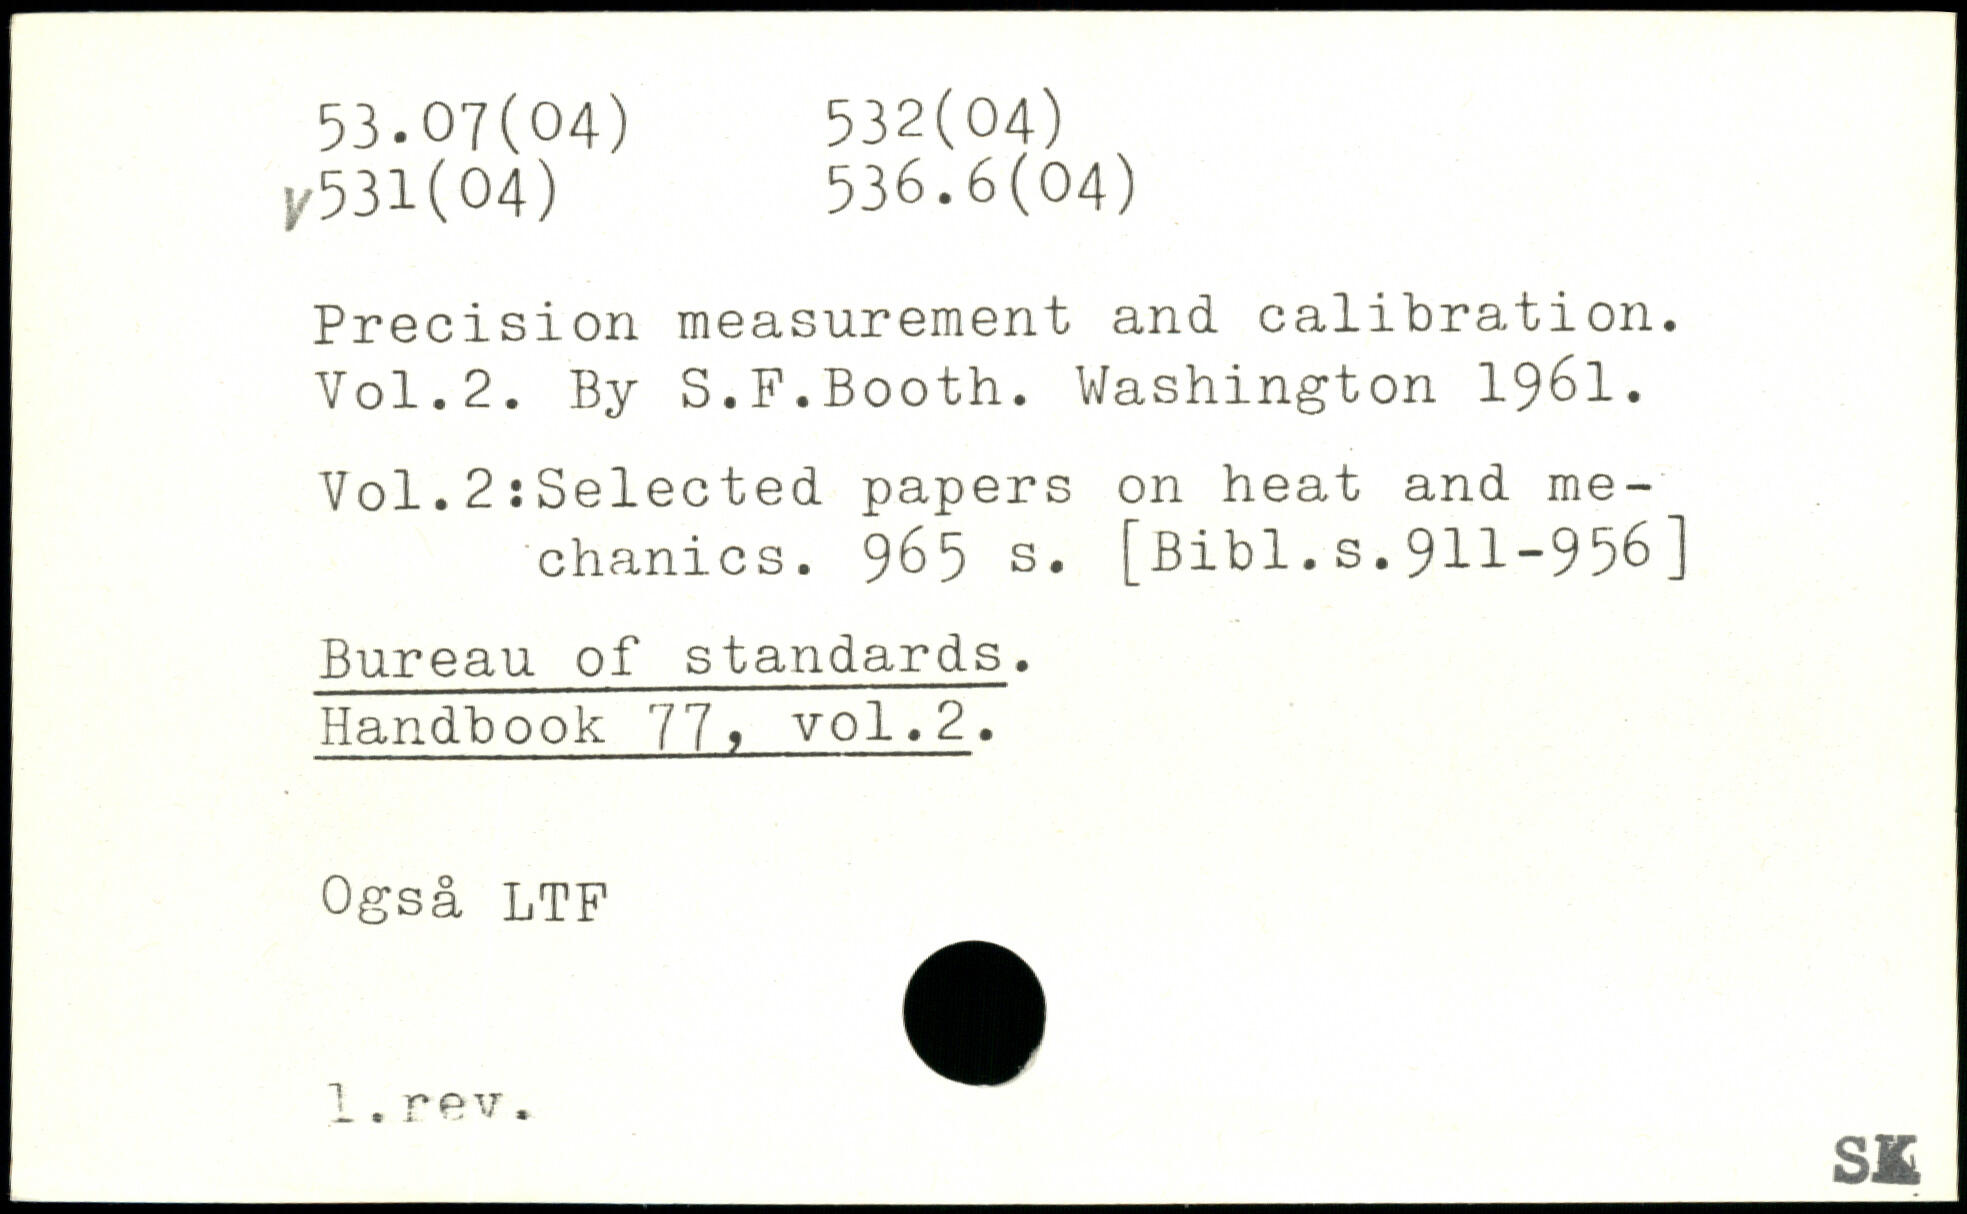 53.07(04) 532(04)
v531(04) 536.6(04)
Precision measurement and calibration.
Vol.2. By S.F.Booth. Washington 1961.
Vol.2:Selected papers on heat and me-
chanics. 965 s. [Bibl.s.911-956]
Bureau of standards.
Handbook 77, vol.2.
Også LTF
1.rev.
SK